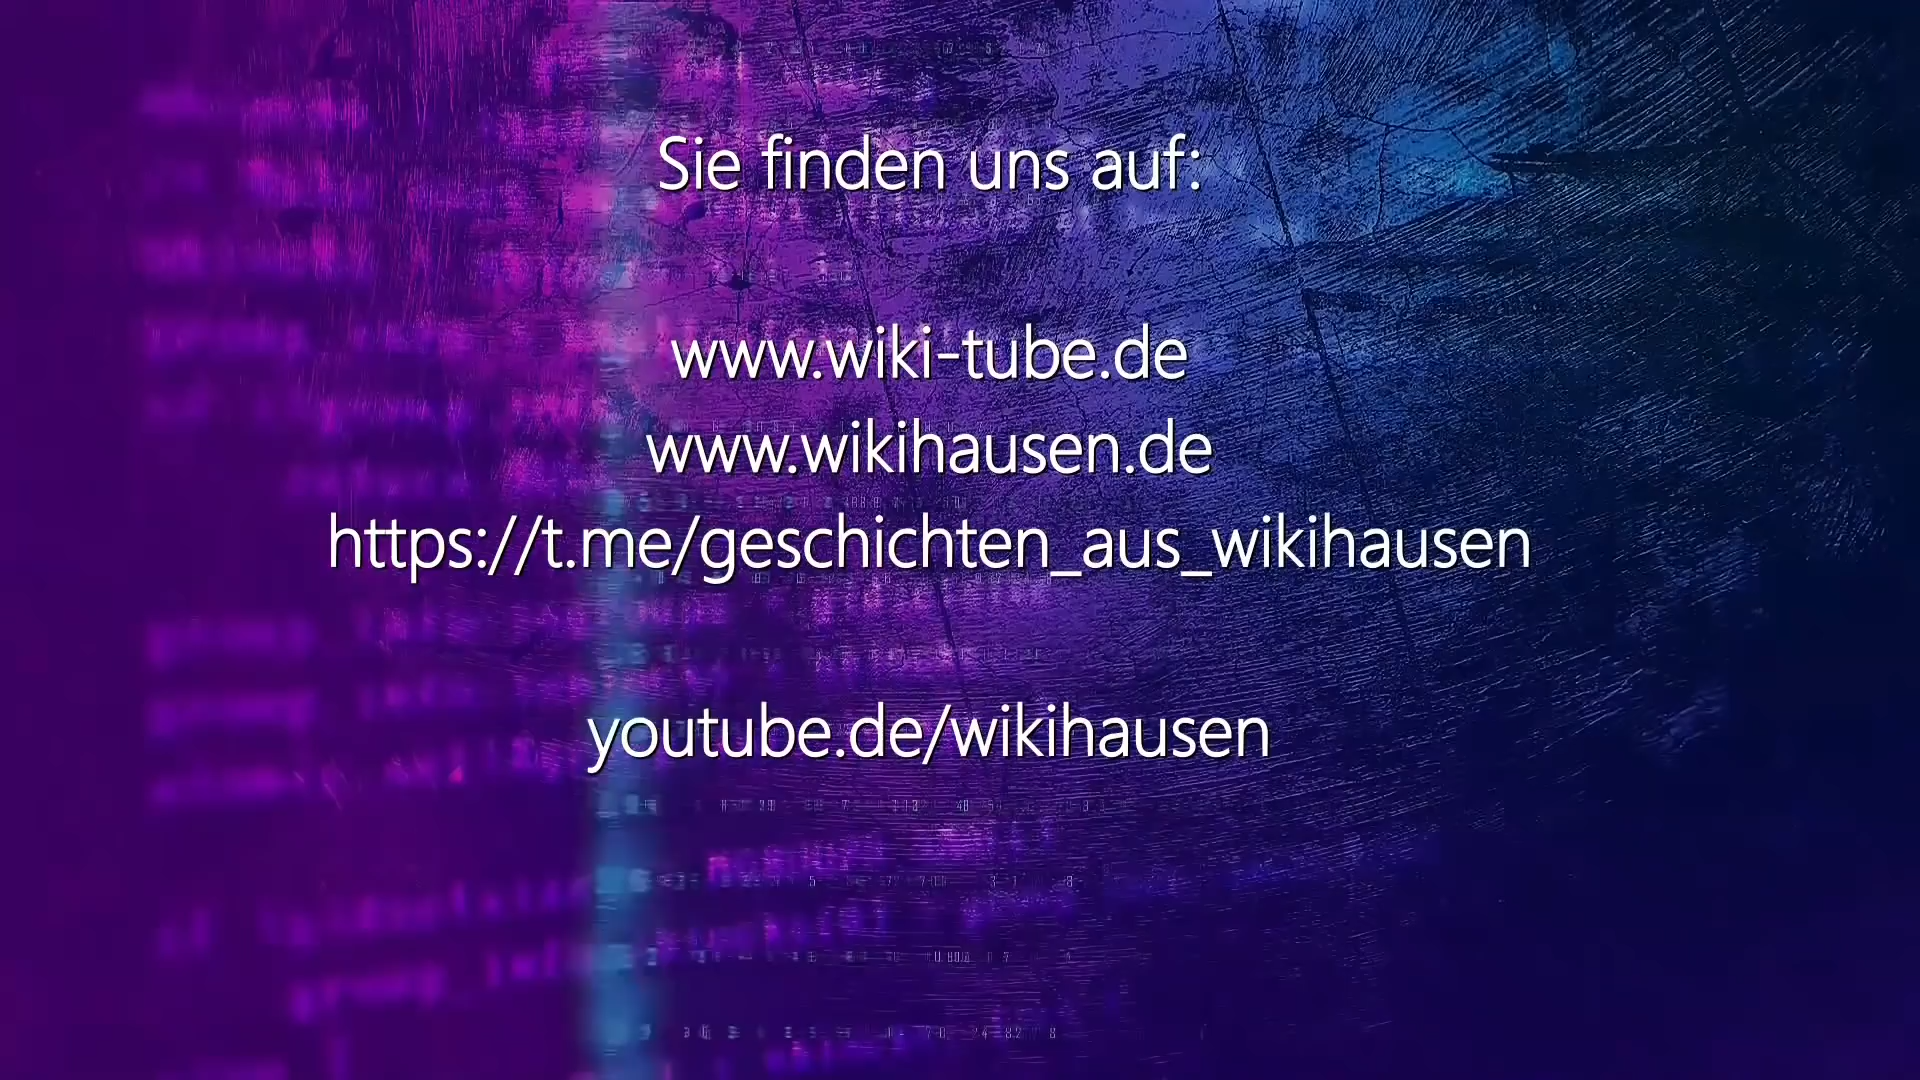 Sie finden uns auf:
www.wiki-tube.de
www.wikihausen.de
https://t.me/geschichten_aus_wikihausen
youtube.de/wikihausen